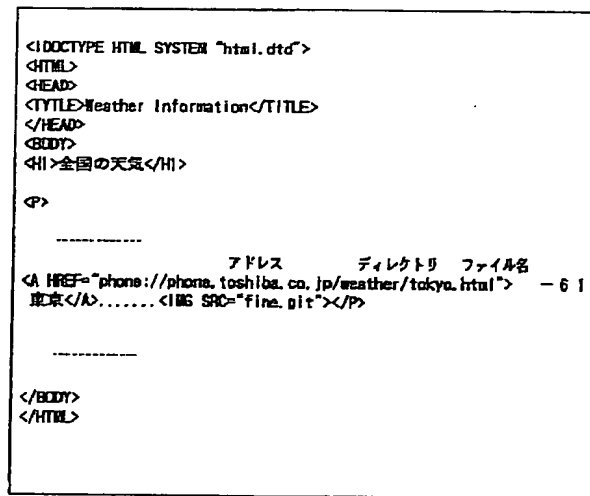 <!DOCTYPE HTML SYSTEM "html.dtd">
<HTML>
<HEAD>
<TYTLE>Weather Information</TITLE>
</HEAD>
<BODY>
<H1>全国の天気</H1>
<P>
-------------
アドレス ディレクトリ ファイル名
<A HREF="phone://phone.toshiba.co.jp/weather/tokyo.html"> －61
東京</A>.......<IMG SRC="fine.git"></P>
-------------
</BODY>
</HTML>